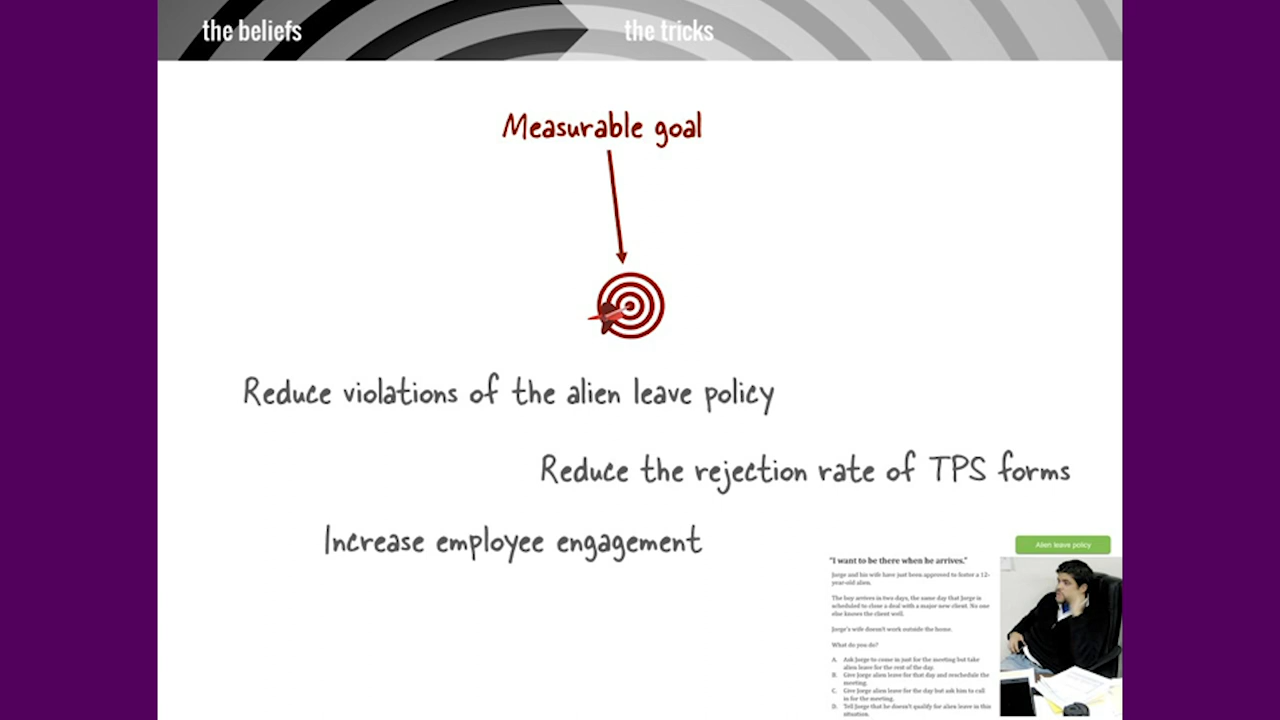 the beliefs
the tricks
Measurable goal
Reduce violations of the alien leave policy
Reduce the rejection rate of TPS forms
Increase employee engagement
Alien leave policy
"I want to be there when he arrives."
Jorge and his wife have just been approved to foster a 12-
year-old alien.
The boy arrives in two days, the same day that Jorge is
scheduled to close a deal with a major new client. No one
else knows the client well.
Jorge's wife doesn't work outside the home.
What do you do?
A. Ask Jorge to come in just for the meeting but take
alien leave for the rest of the day.
B. Give Jorge alien leave for that day and reschedule the
meeting.
C. Give Jorge alien leave for the day but ask him to call
in for the meeting.
D. Tell Jorge that he doesn't qualify for alien leave in this
situation.